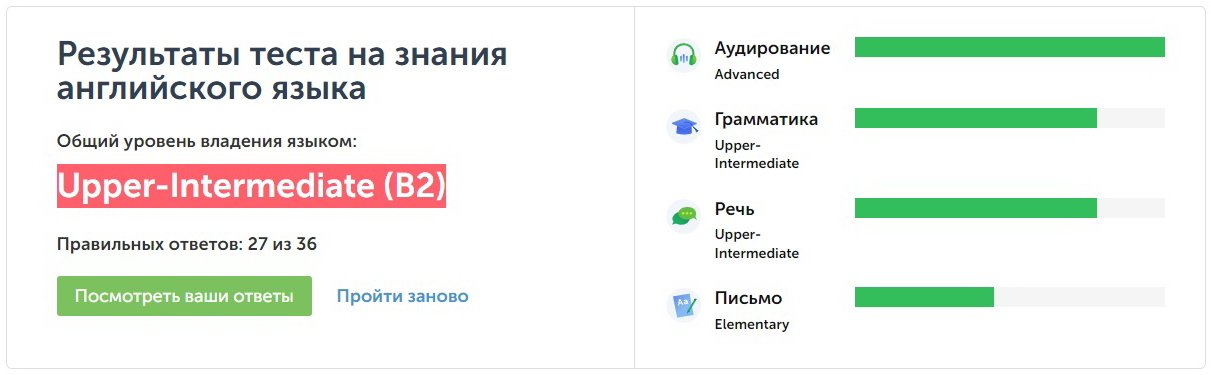 Результаты теста на знания
английского языка
Общий уровень владения языком:
Upper-Intermediate (B2)
Правильных ответов: 27 из 36
Посмотреть ваши ответы
Пройти заново
Аудирование
Advanced
Грамматика
Upper-
Intermediate
Речь
Upper-
Intermediate
Aa
Письмо
Elementary